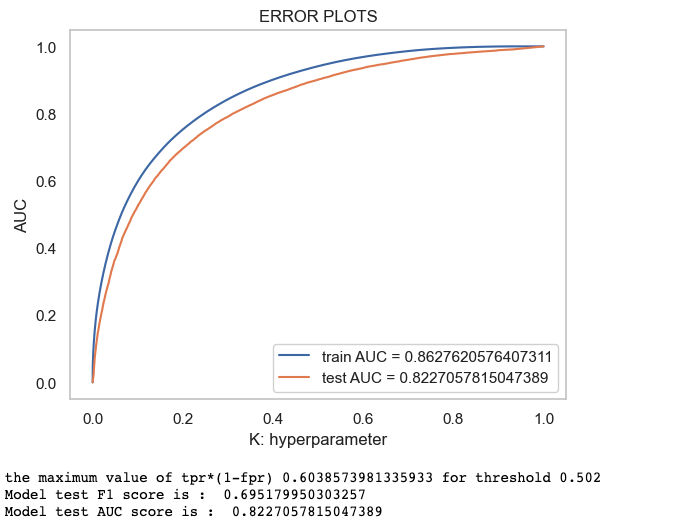 ERROR PLOTS
1.0
0.8
0.6
0.4
0.2
0.0
AUC
train AUC = 0.8627620576407311
test AUC = 0.8227057815047389
0.0 0.2 0.4 0.6 0.8 1.0
K: hyperparameter
the maximum value of tpr*(1-fpr) 0.6038573981335933 for threshold 0.502
Model test F1 score is :  0.695179950303257
Model test AUC score is :  0.8227057815047389